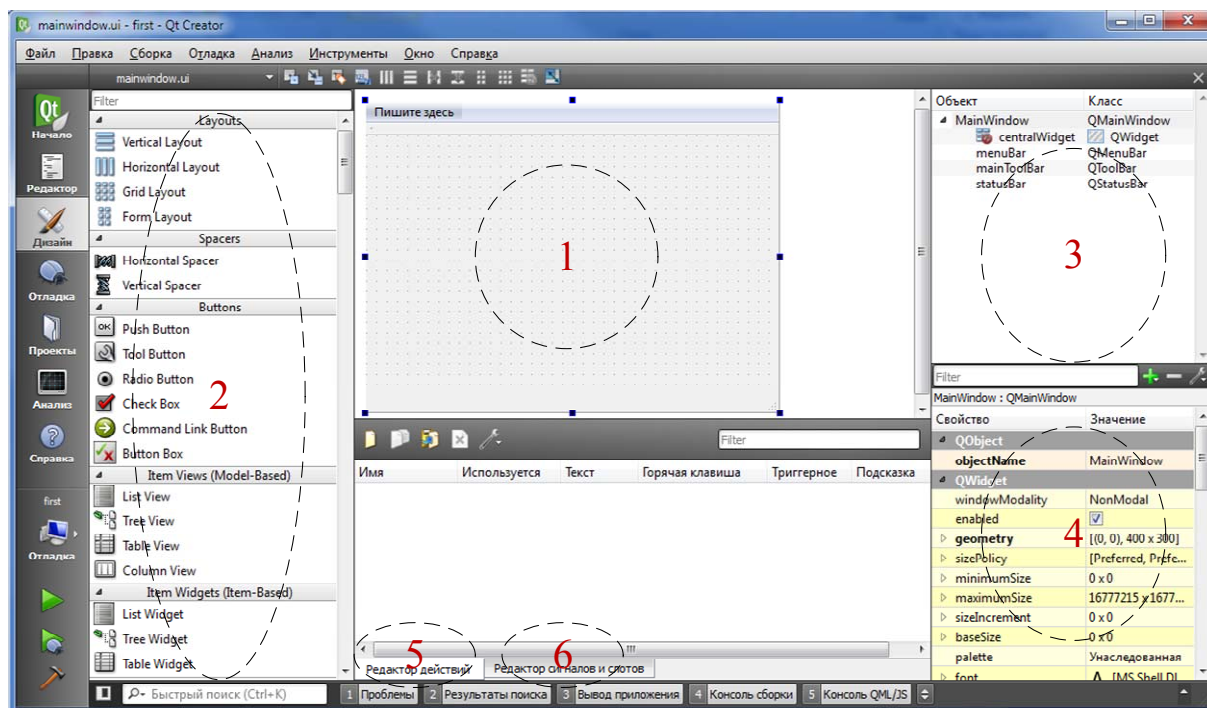 mainwindow.ui - first - Qt Creator
Файл Правка Сборка Отладка Анализ Инструменты Окно Справка
mainwindow.ui
Qt
Начало
Редактор
Дизайн
Отладка
Проекты
Анализ
Справка
first
Отладка
Filter
Layouts
Vertical Layout
Horizontal Layout
Grid Layout
Form Layout
Spacers
Horizontal Spacer
Vertical Spacer
Buttons
OK Push Button
Tool Button
Radio Button
Check Box
Command Link Button
Button Box
Item Views (Model-Based)
List View
Tree View
Table View
Column View
Item Widgets (Item-Based)
List Widget
Tree Widget
Table Widget
2
Пишите здесь
1
Filter
Имя Используется Текст Горячая клавиша Триггерное Подсказка
5 6
Редактор действий Редактор сигналов и слотов
Объект Класс
MainWindow QMainWindow
centralWidget QWidget
menuBar QMenuBar
mainToolBar QToolBar
statusBar QStatusBar
3
Filter
MainWindow : QMainWindow
Свойство Значение
QObject
objectName MainWindow
QWidget
windowModality NonModal
enabled
geometry [(0, 0), 400 x 300]
sizePolicy [Preferred, Prefe...
minimumSize 0 x 0
maximumSize 16777215 x 1677...
sizeIncrement 0 x 0
baseSize 0 x 0
palette Унаследованная
font A [MS Shell Dl
4
Быстрый поиск (Ctrl+K) 1 Проблемы 2 Результаты поиска 3 Вывод приложения 4 Консоль сборки 5 Консоль QML/JS